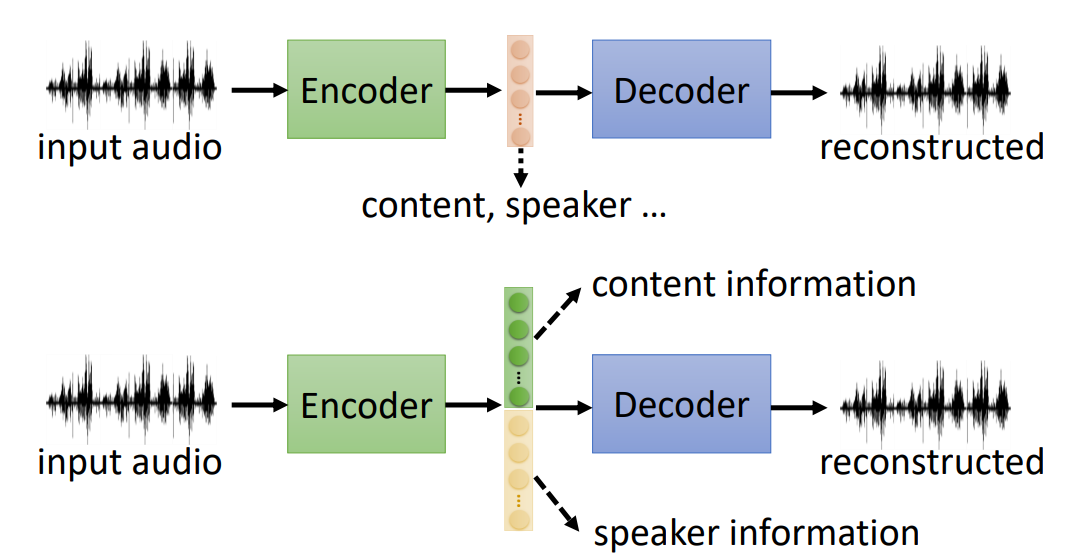 Encoder
Decoder
input audio
reconstructed
content, speaker ...
content information
Encoder
Decoder
input audio
reconstructed
speaker information